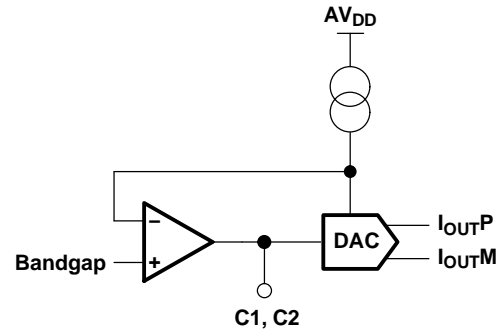 AVDD
−
+
Bandgap
DAC
IOUTP
IOUTM
C1, C2